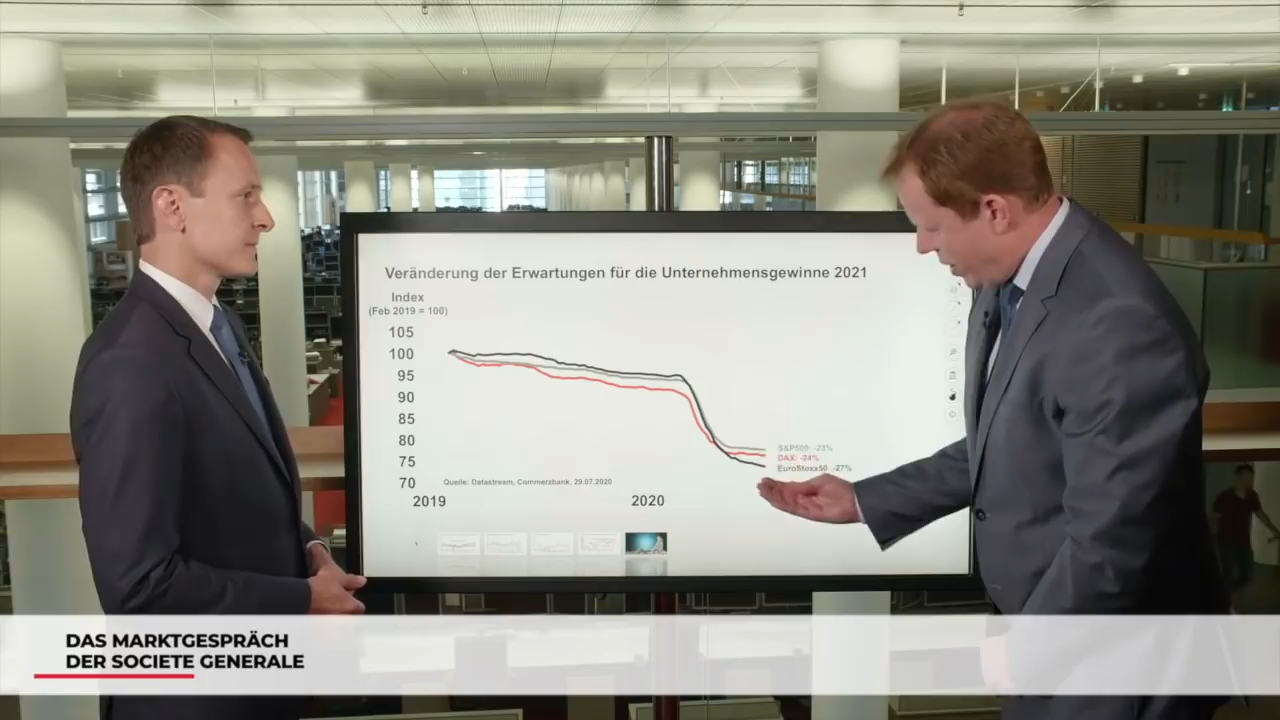 Veränderung der Erwartungen für die Unternehmensgewinne 2021
Index
(Feb 2019 = 100)
105
100
95
90
85
80
75
70
S&P500: -23%
DAX: -24%
EuroStoxx50: -27%
Quelle: Datastream, Commerzbank, 29.07.2020
2019
2020
DAS MARKTGESPRÄCH
DER SOCIETE GENERALE